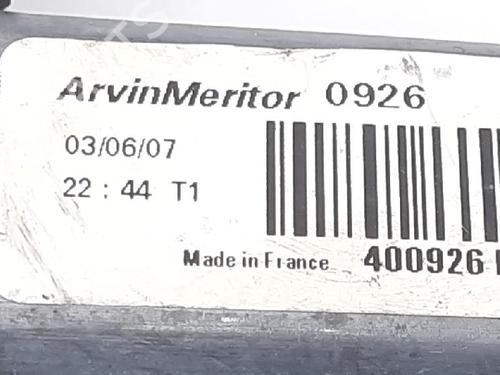 ArvinMeritor 0926
03/06/07
22 : 44 T1
Made in France 400926